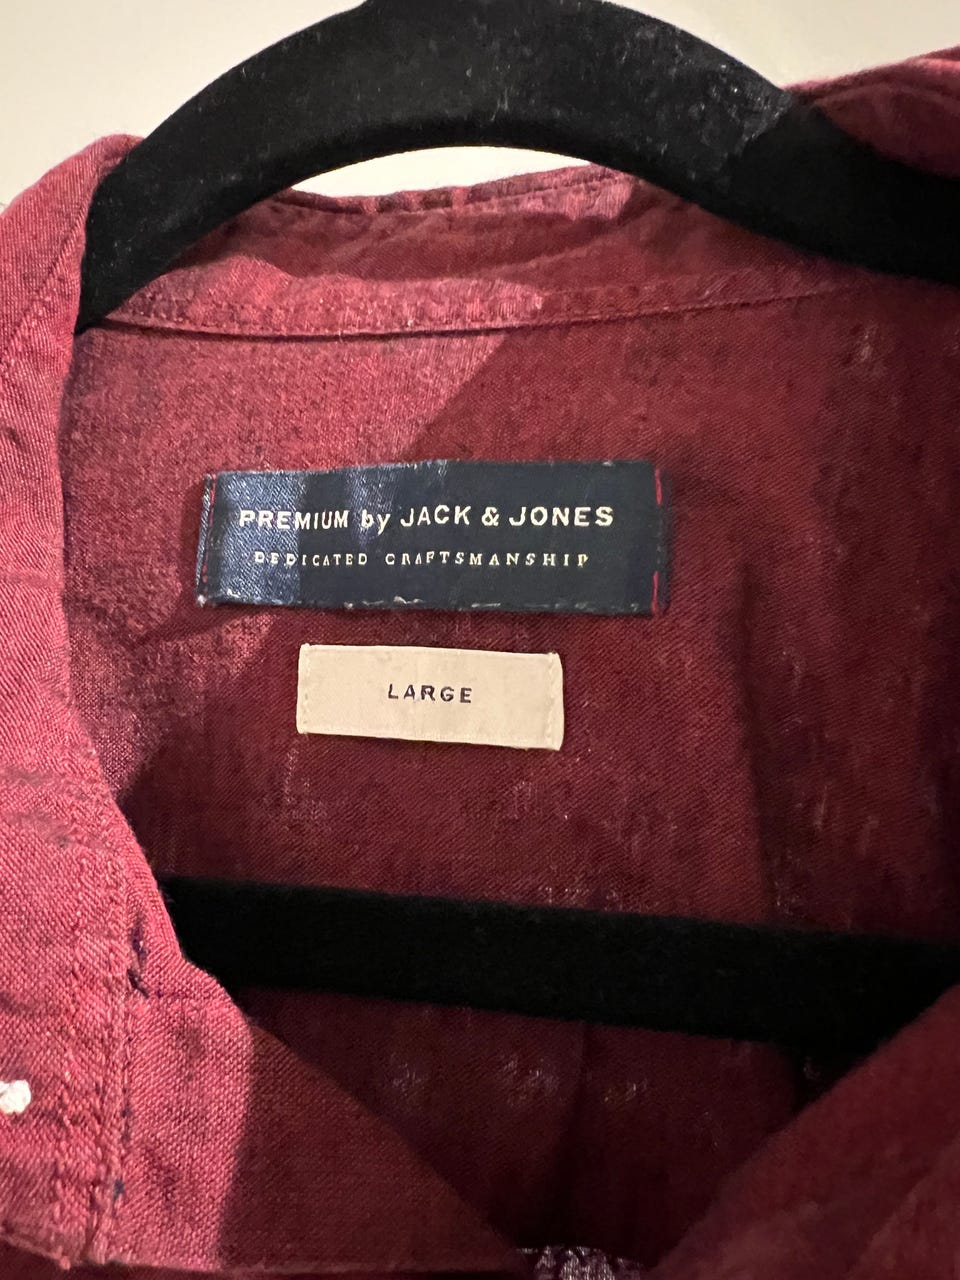 PREMIUM by JACK & JONES
DEDICATED CRAFTSMANSHIP
LARGE